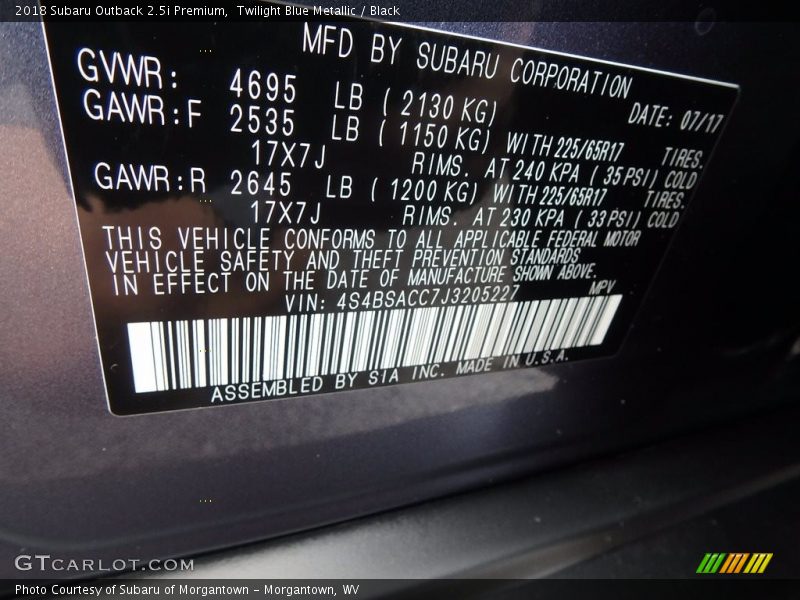 2018 Subaru Outback 2.5i Premium,  Twilight Blue Metallic / Black
MFD BY SUBARU CORPORATION
GVWR: 4695 LB ( 2130 KG) DATE: 07/17
GAWR:F 2535 LB ( 1150 KG) WITH 225/65R17 TIRES.
17X7J RIMS. AT 240 KPA ( 35 PSI) COLD
GAWR:R 2645 LB ( 1200 KG) WITH 225/65R17 TIRES.
17X7J RIMS. AT 230 KPA ( 33 PSI) COLD
THIS VEHICLE CONFORMS TO ALL APPLICABLE FEDERAL MOTOR
VEHICLE SAFETY AND THEFT PREVENTION STANDARDS
IN EFFECT ON THE DATE OF MANUFACTURE SHOWN ABOVE.
VIN: 4S4BSACC7J3205227 MPV
ASSEMBLED BY SIA INC. MADE IN U.S.A.
GTCARLOT.COM
Photo Courtesy of Subaru of Morgantown - Morgantown, WV